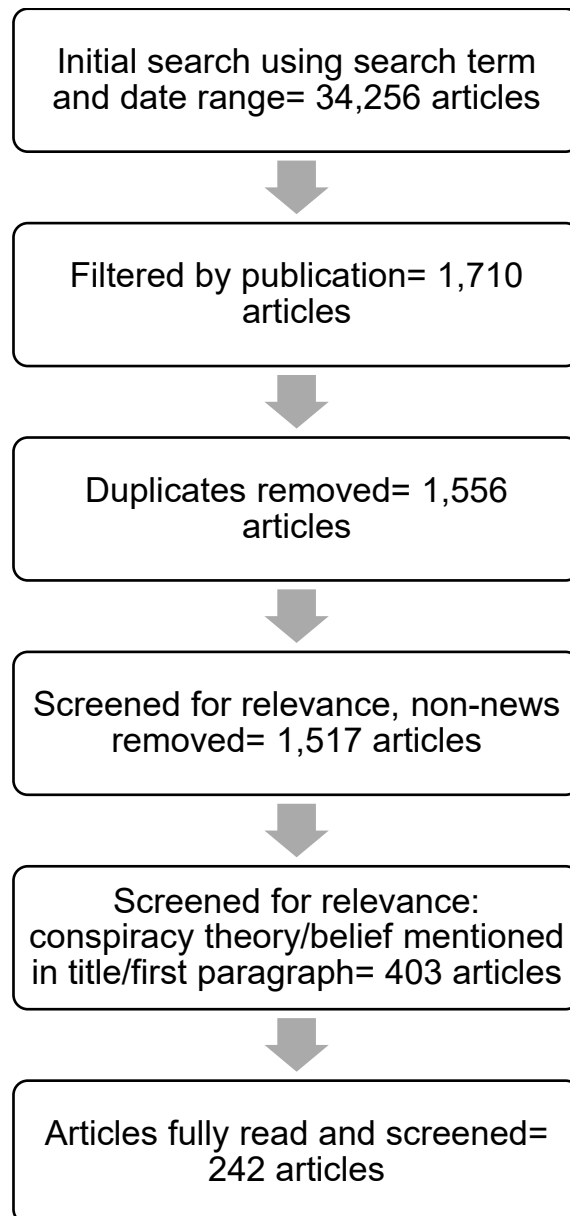 Initial search using search term
and date range= 34,256 articles
Filtered by publication= 1,710
articles
Duplicates removed= 1,556
articles
Screened for relevance, non-news
removed= 1,517 articles
Screened for relevance:
conspiracy theory/belief mentioned
in title/first paragraph= 403 articles
Articles fully read and screened=
242 articles